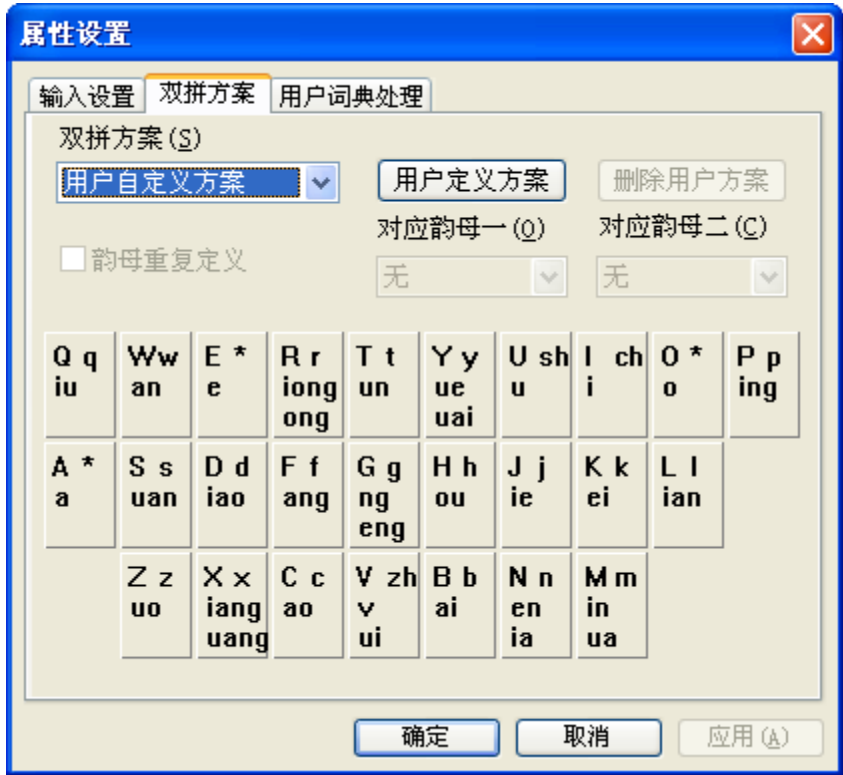 属性设置
输入设置 双拼方案 用户词典处理
双拼方案(S)
用户自定义方案 用户定义方案 删除用户方案
对应韵母一(O) 对应韵母二(C)
韵母重复定义 无 无
Q q W w E * R r T t Y y U sh I ch O * P p
iu an e iong un ue u i o ing
ong uai
A * S s D d F f G g H h J j K k L l
a uan iao ang ng ou ie ei ian
eng
Z z X x C c V zh B b N n M m
uo iang ao v ai en in
uang ui ia ua
确定 取消 应用(A)